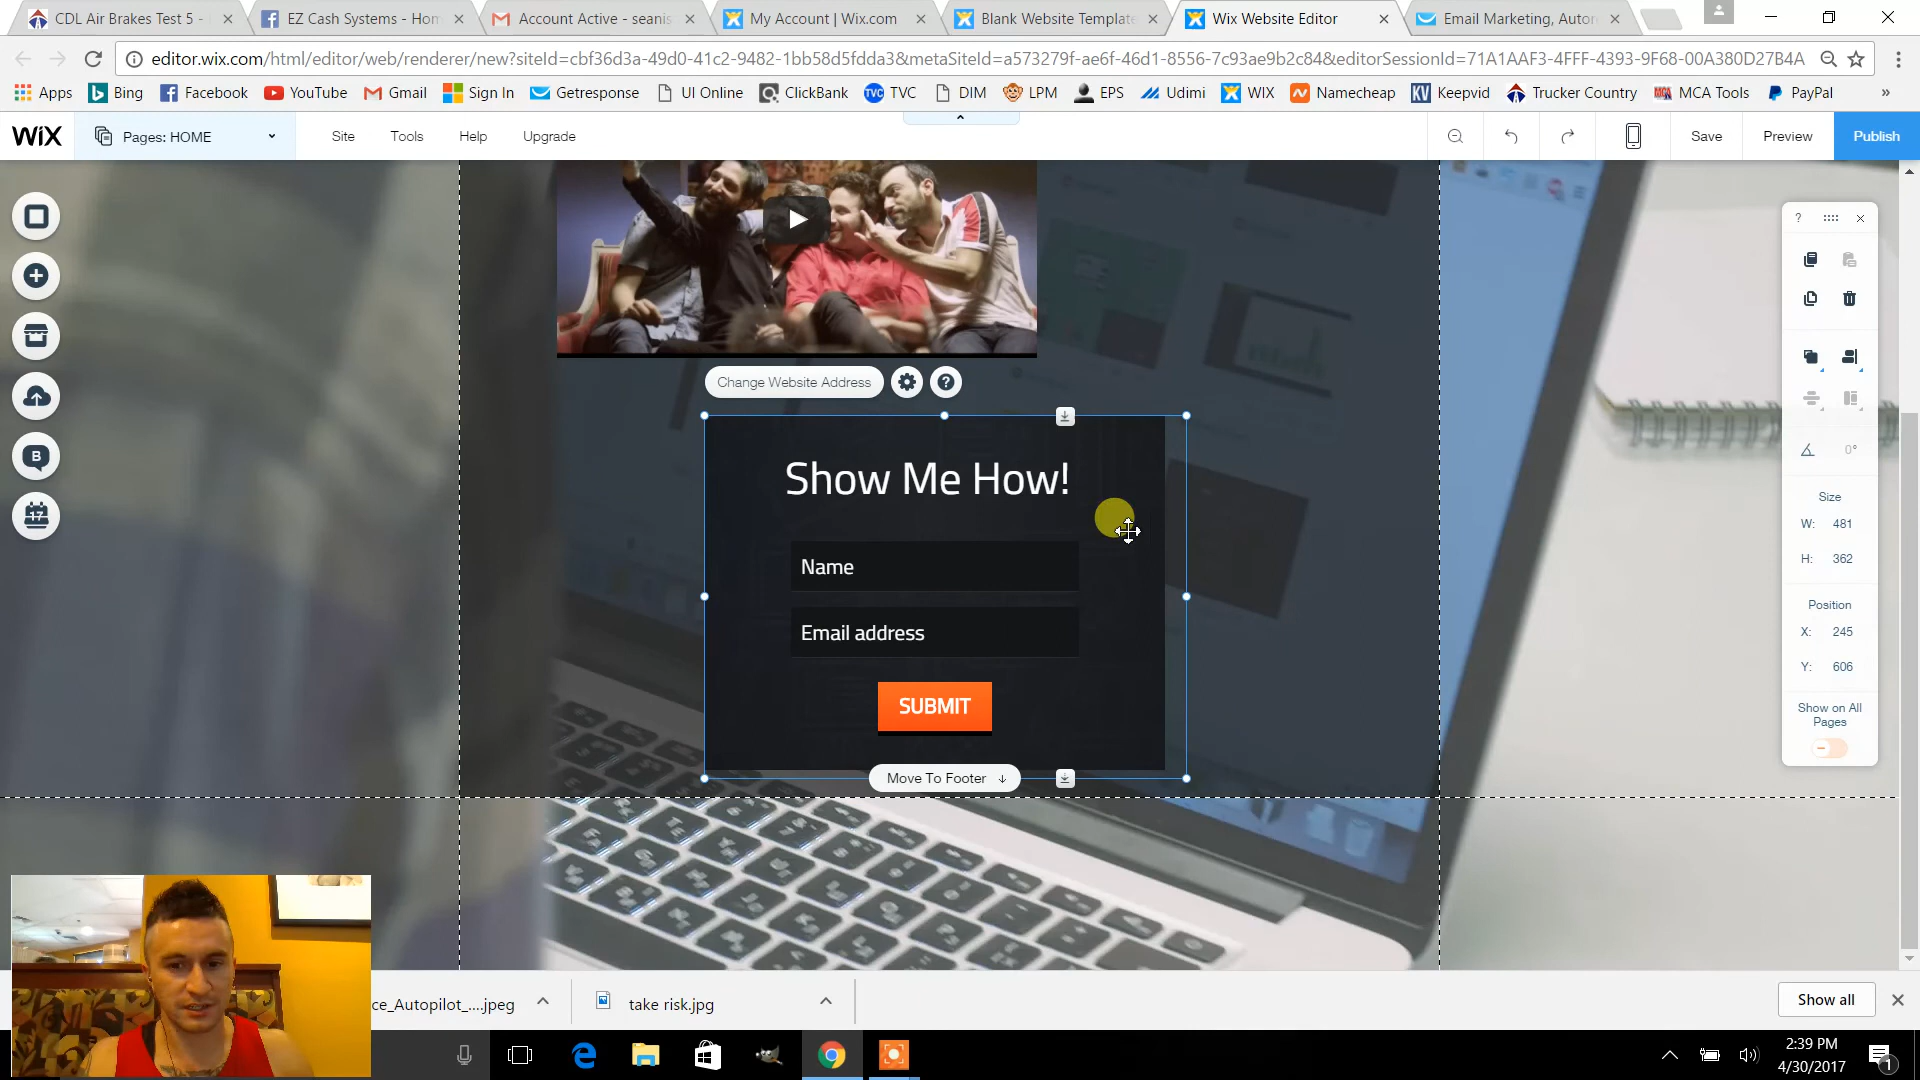 CDL Air Brakes Test 5 -
EZ Cash Systems - Hom
Account Active - seanis
My Account | Wix.com
Blank Website Template
Wix Website Editor
Email Marketing, Autor
editor.wix.com/html/editor/web/renderer/new?siteId=cbf36d3a-49d0-41c2-9482-1bb58d5fdda3&metaSiteId=a573279f-ae6f-46d1-8556-7c93ae9b2c84&editorSessionId=71A1AAF3-4FFF-4393-9F68-00A380D27B4A
Apps
Bing
Facebook
YouTube
Gmail
Sign In
Getresponse
UI Online
ClickBank
TVC
DIM
LPM
EPS
Udimi
WIX
Namecheap
Keepvid
Trucker Country
MCA Tools
PayPal
»
WiX
Pages: HOME
Site
Tools
Help
Upgrade
Save
Preview
Publish
Change Website Address
?
Show Me How!
Name
Email address
SUBMIT
Move To Footer ↓
B
17
?
0°
Size
W: 481
H: 362
Position
X: 245
Y: 606
Show on All
Pages
ce_Autopilot_....jpeg
take risk.jpg
Show all
2:39 PM
4/30/2017
1